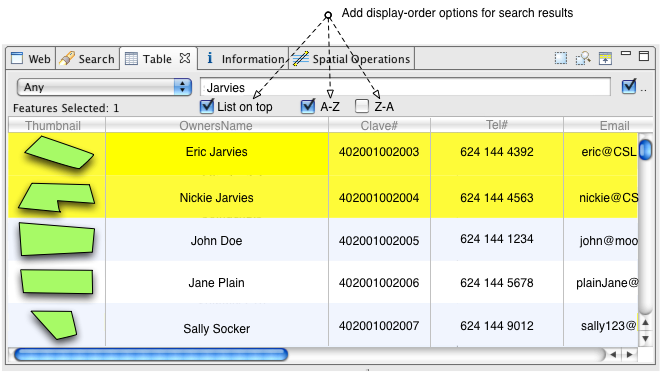 Add display-order options for search results
Web Search Table Information Spatial Operations
Any Jarvies ..
Features Selected: 1 List on top A-Z Z-A
Thumbnail OwnersName Clave# Tel# Email
Eric Jarvies 402001002003 624 144 4392 eric@CSL
Nickie Jarvies 402001002004 624 144 4563 nickie@CS
John Doe 402001002005 624 144 1234 john@moo
Jane Plain 402001002006 624 144 5678 plainJane@
Sally Socker 402001002007 624 144 9012 sally123@